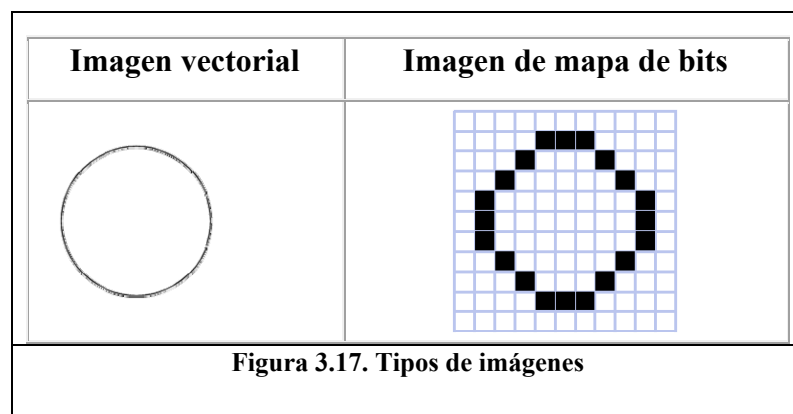 Imagen vectorial
Imagen de mapa de bits
Figura 3.17. Tipos de imágenes